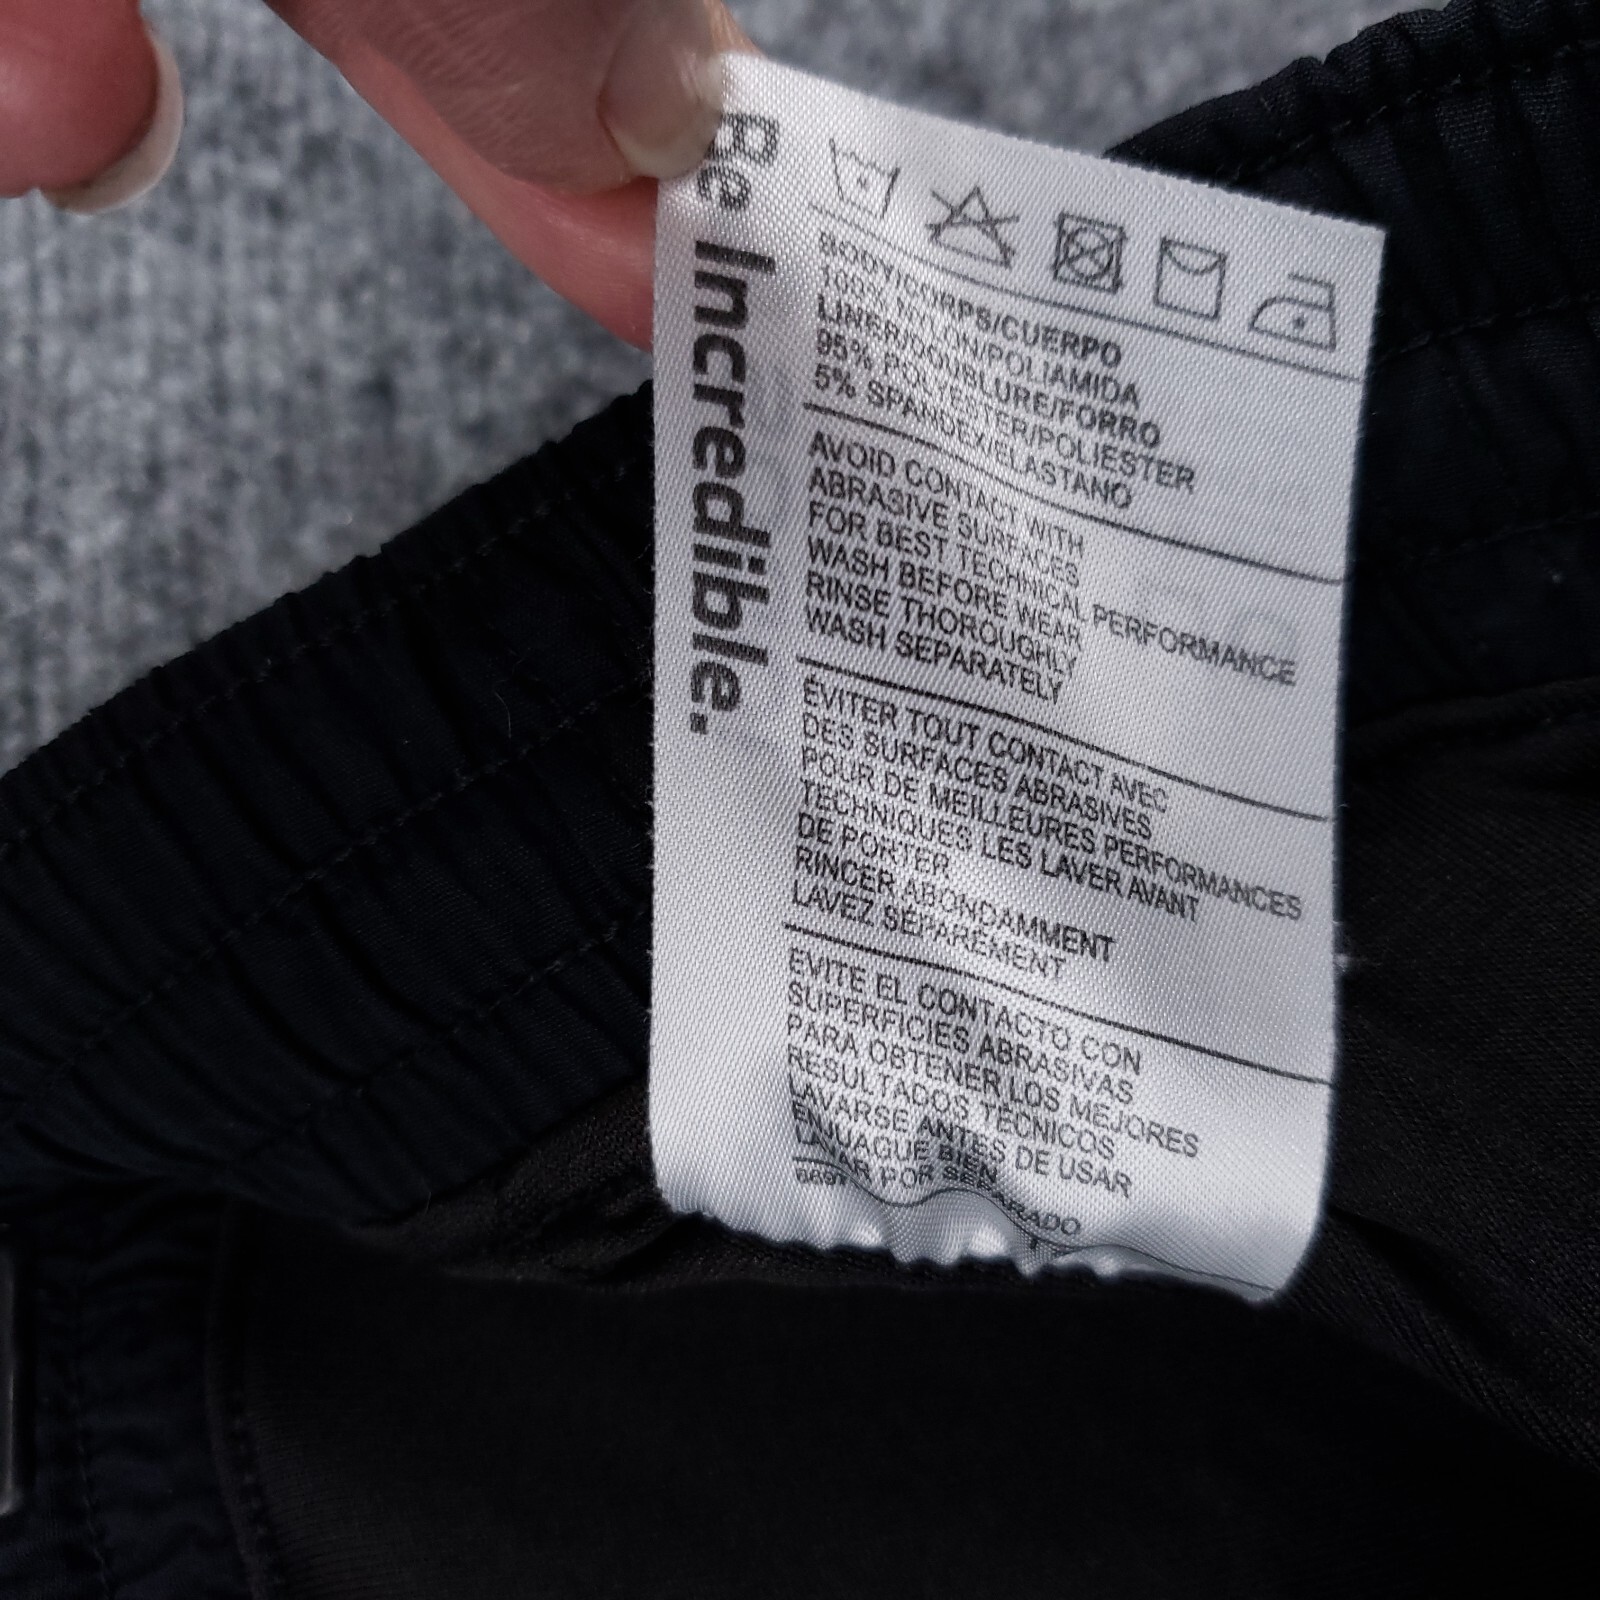 Be Incredible.
BODY/CORPS/CUERPO
100% NYLON/POLIAMIDA
LINER/DOUBLURE/FORRO
95% POLYESTER/POLIESTER
5% SPANDEX/ELASTANO
AVOID CONTACT WITH
ABRASIVE SURFACES
FOR BEST TECHNICAL PERFORMANCE
WASH BEFORE WEAR
RINSE THOROUGHLY
WASH SEPARATELY
ÉVITER TOUT CONTACT AVEC
DES SURFACES ABRASIVES
POUR DE MEILLEURES PERFORMANCES
TECHNIQUES LES LAVER AVANT
DE PORTER
RINCER ABONDAMMENT
LAVEZ SÉPARÉMENT
EVITE EL CONTACTO CON
SUPERFICIES ABRASIVAS
PARA OBTENER LOS MEJORES
RESULTADOS TÉCNICOS
LAVARSE ANTES DE USAR
BIEN
POR SEPARADO